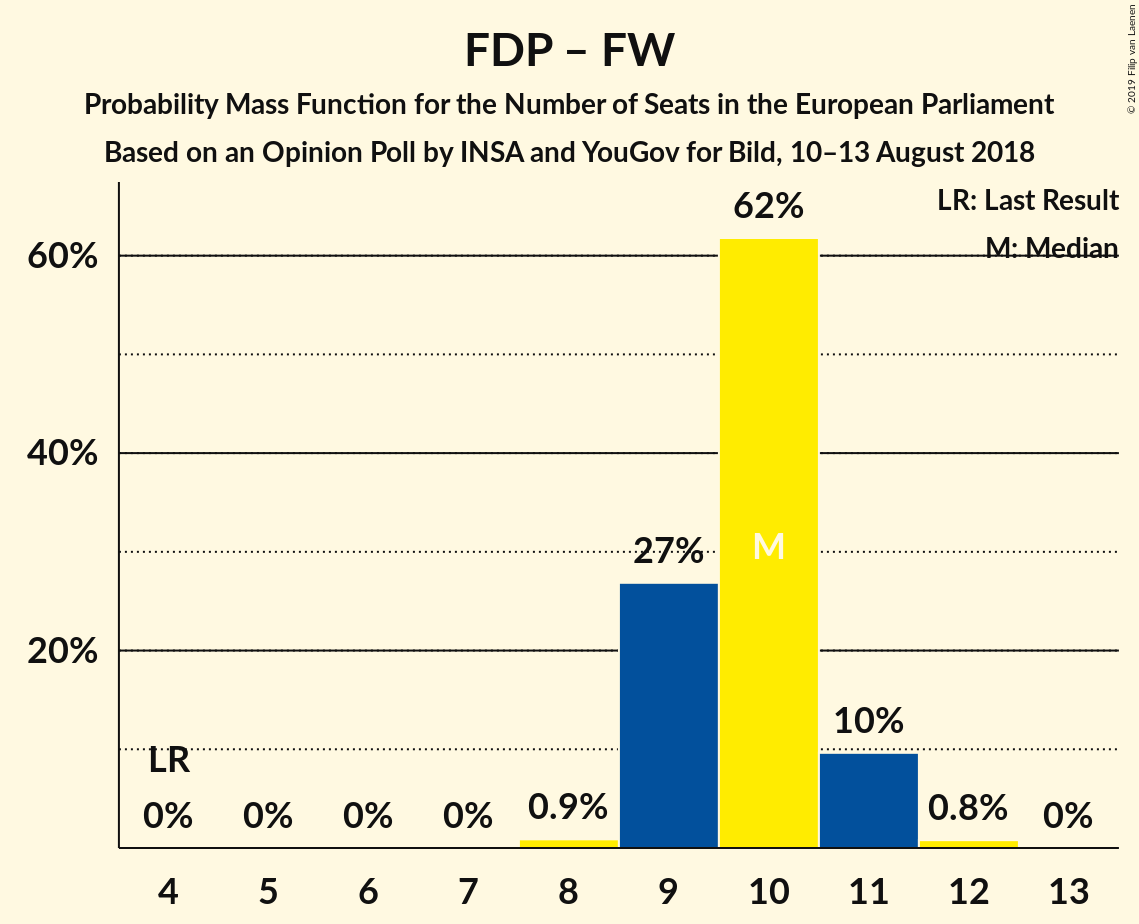 FDP – FW
Probability Mass Function for the Number of Seats in the European Parliament
Based on an Opinion Poll by INSA and YouGov for Bild, 10–13 August 2018
© 2019 Filip van Laenen
LR: Last Result
M: Median
60%
40%
20%
62%
27%
M
10%
LR
0% 0% 0% 0% 0.9% 0.8% 0%
4 5 6 7 8 9 10 11 12 13